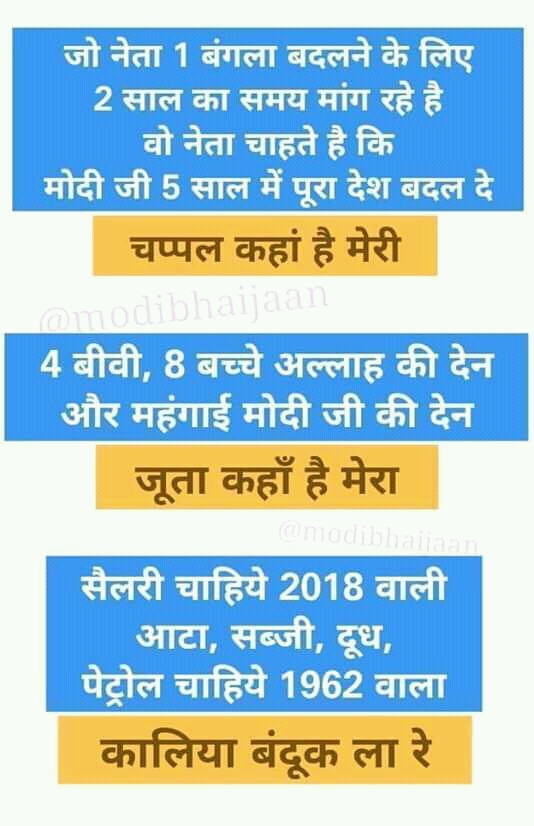 जो नेता 1 बंगला बदलने के लिए
2 साल का समय मांग रहे है
वो नेता चाहते है कि
मोदी जी 5 साल में पूरा देश बदल दे
चप्पल कहां है मेरी
@modibhaijaan
4 बीवी, 8 बच्चे अल्लाह की देन
और महंगाई मोदी जी की देन
जूता कहाँ है मेरा
@modibhaijaan
सैलरी चाहिये 2018 वाली
आटा, सब्जी, दूध,
पेट्रोल चाहिये 1962 वाला
कालिया बंदूक ला रे